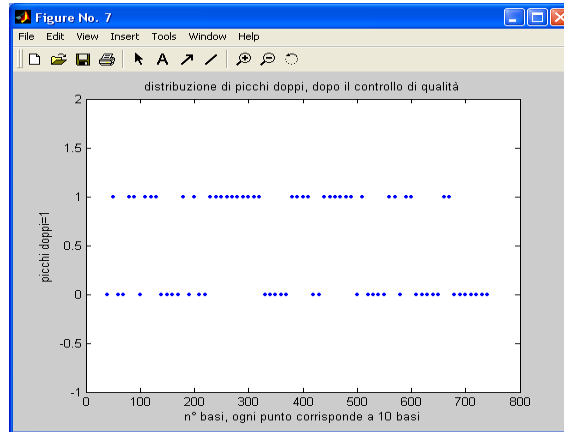 Figure No. 7
File Edit View Insert Tools Window Help
A
distribuzione di picchi doppi, dopo il controllo di qualità
2
1.5
1
0.5
0
-0.5
-1
picchi doppi=1
0 100 200 300 400 500 600 700 800
n° basi, ogni punto corrisponde a 10 basi